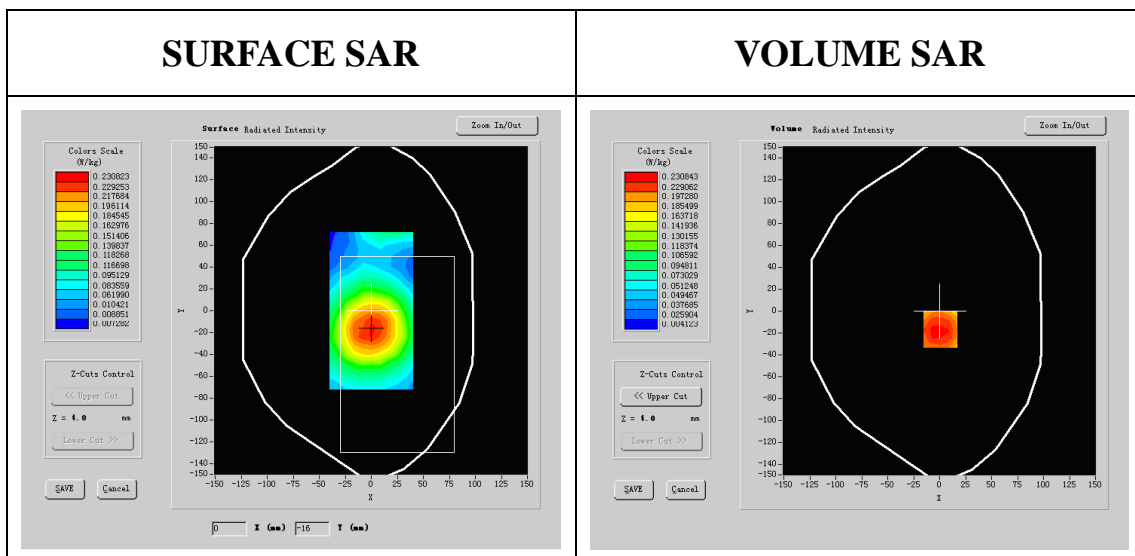 SURFACE SAR
VOLUME SAR
Surface Radiated Intensity
Zoom In/Out
Colors Scale
(W/kg)
0.230823
0.229253
0.217684
0.196114
0.184545
0.162976
0.151406
0.139837
0.118268
0.116698
0.095129
0.083559
0.061990
0.010421
0.008851
0.007282
150
140
120
100
80
60
40
20
0
-20
-40
-60
-80
-100
-120
-140
-150
Y
-150 -125 -100 -75 -50 -25 0 25 50 75 100 125 150
X
Z-Cuts Control
<< Upper Cut
Z = 4.0 mm
Lower Cut >>
SAVE Cancel
0 X (mm) -16 Y (mm)
Volume Radiated Intensity
Zoom In/Out
Colors Scale
(W/kg)
0.230843
0.229062
0.197280
0.185499
0.163718
0.141936
0.130155
0.118374
0.106592
0.094811
0.073029
0.051248
0.049467
0.037685
0.025904
0.004123
150
140
120
100
80
60
40
20
0
-20
-40
-60
-80
-100
-120
-140
-150
Y
-150 -125 -100 -75 -50 -25 0 25 50 75 100 125 150
X
Z-Cuts Control
<< Upper Cut
Z = 4.0 mm
Lower Cut >>
SAVE Cancel